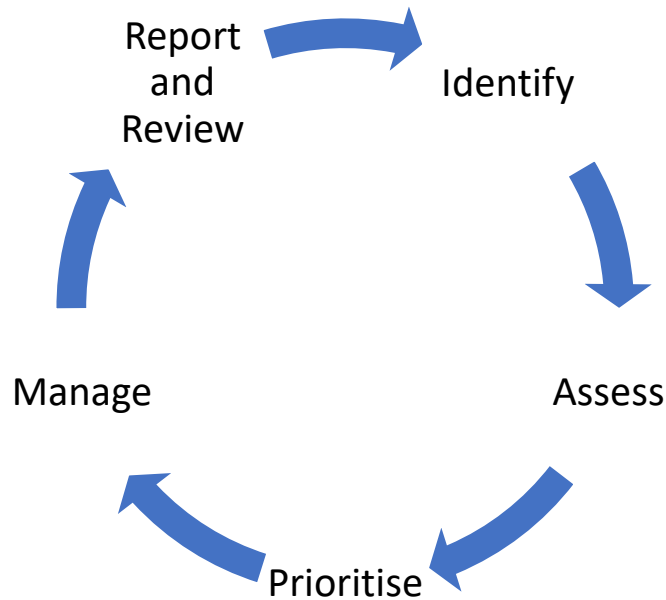 Report
and
Review
Identify
Assess
Prioritise
Manage